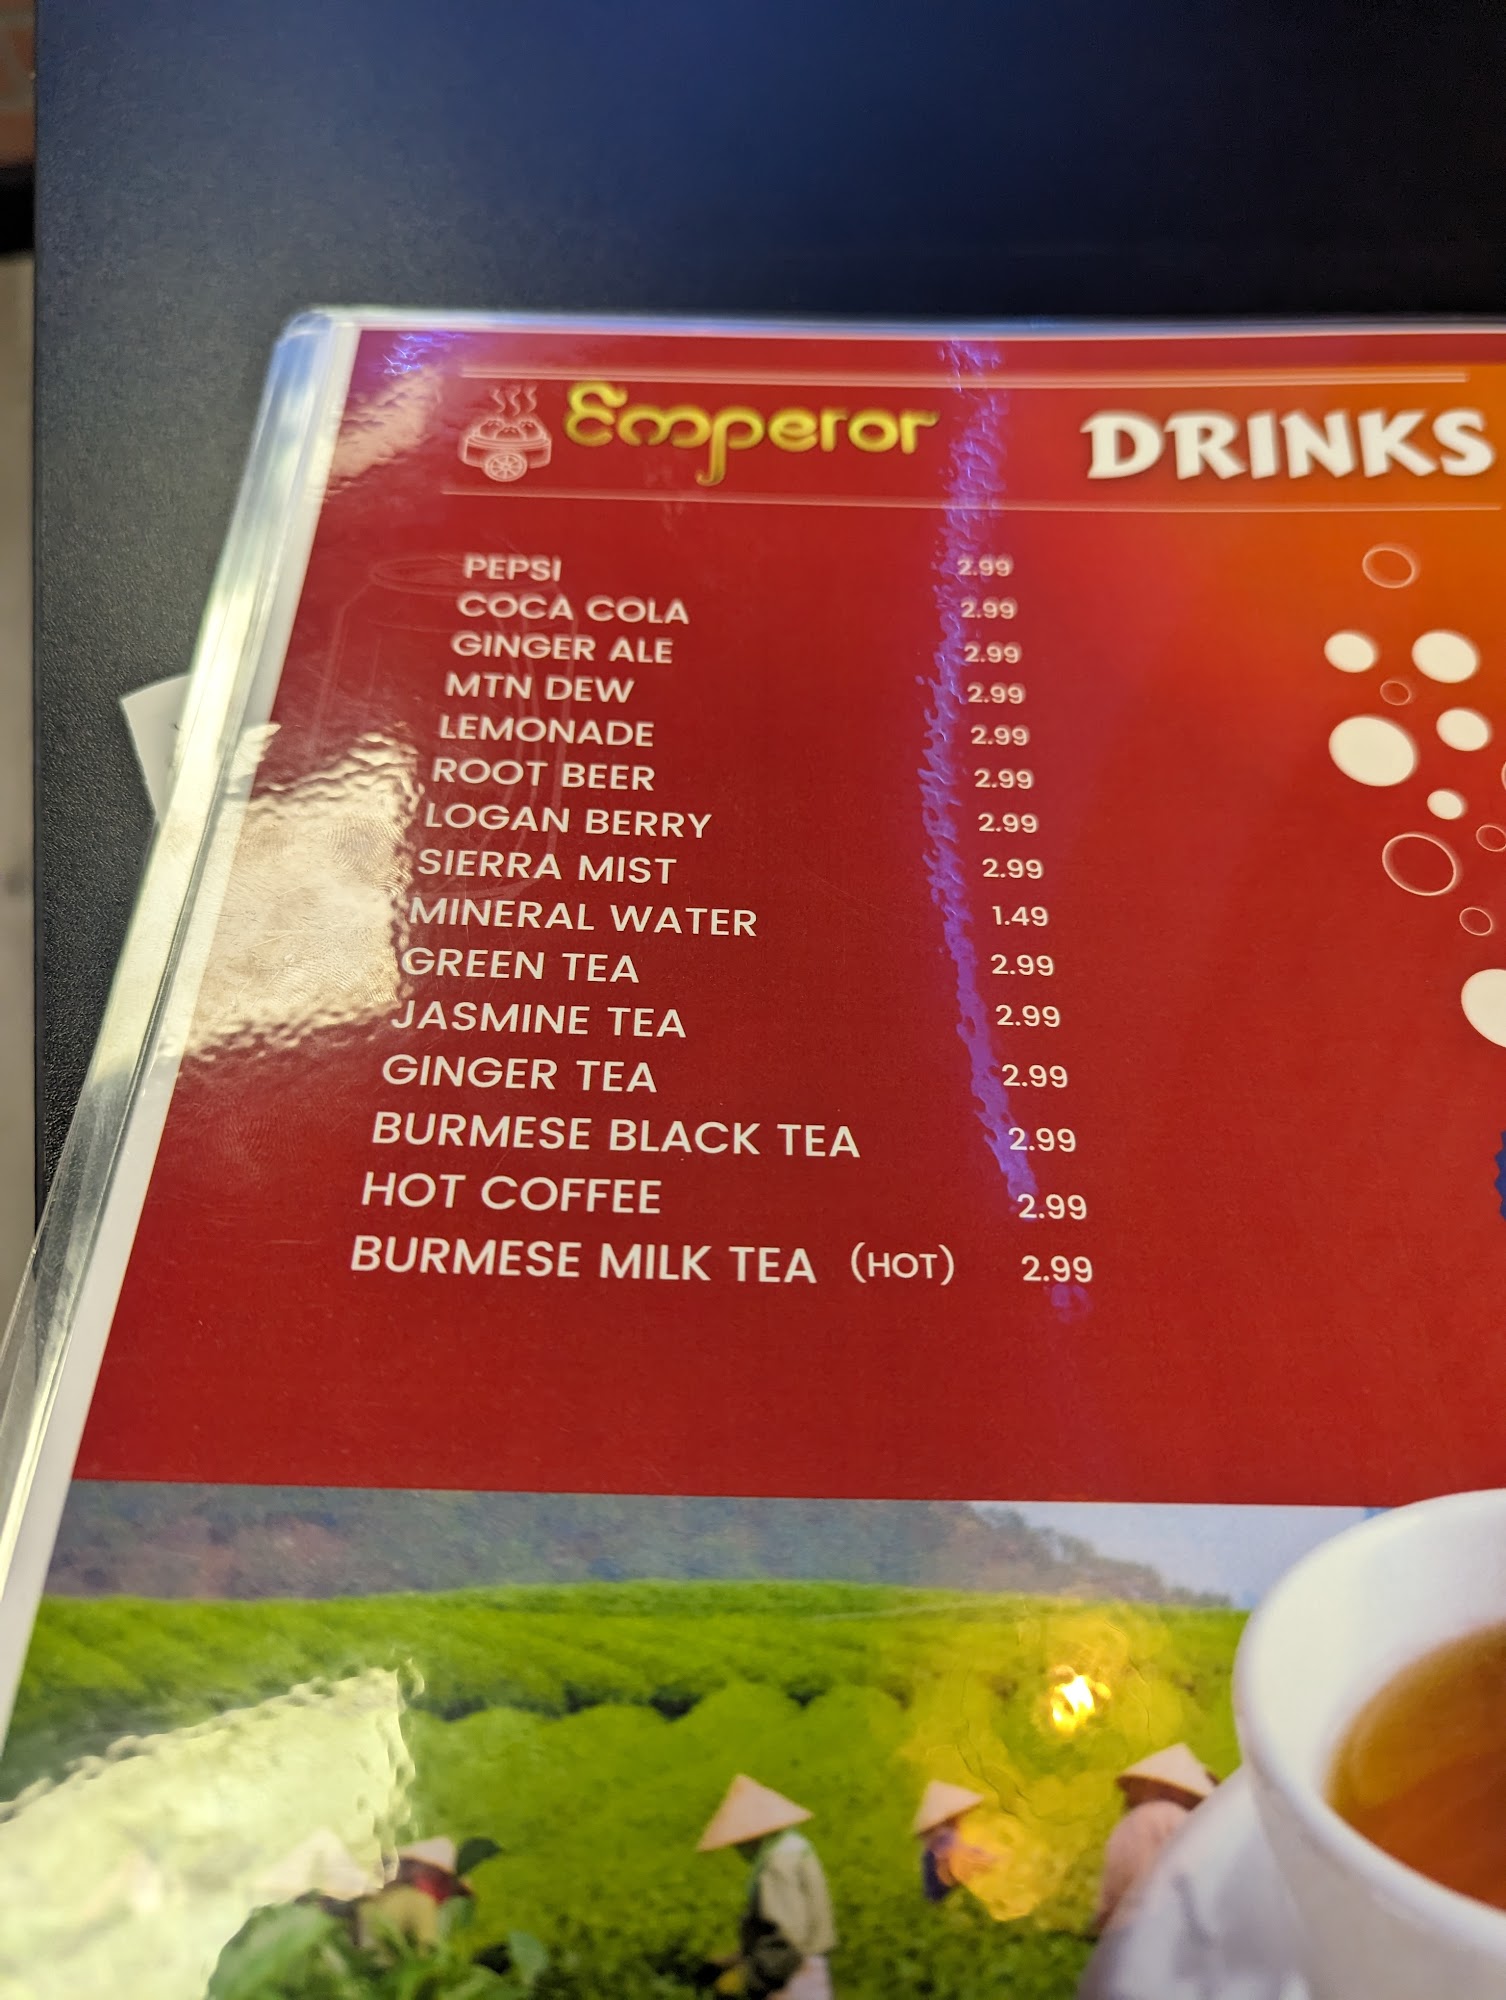 Emperor DRINKS
PEPSI 2.99
COCA COLA 2.99
GINGER ALE 2.99
MTN DEW 2.99
LEMONADE 2.99
ROOT BEER 2.99
LOGAN BERRY 2.99
SIERRA MIST 2.99
MINERAL WATER 1.49
GREEN TEA 2.99
JASMINE TEA 2.99
GINGER TEA 2.99
BURMESE BLACK TEA 2.99
HOT COFFEE 2.99
BURMESE MILK TEA (HOT) 2.99